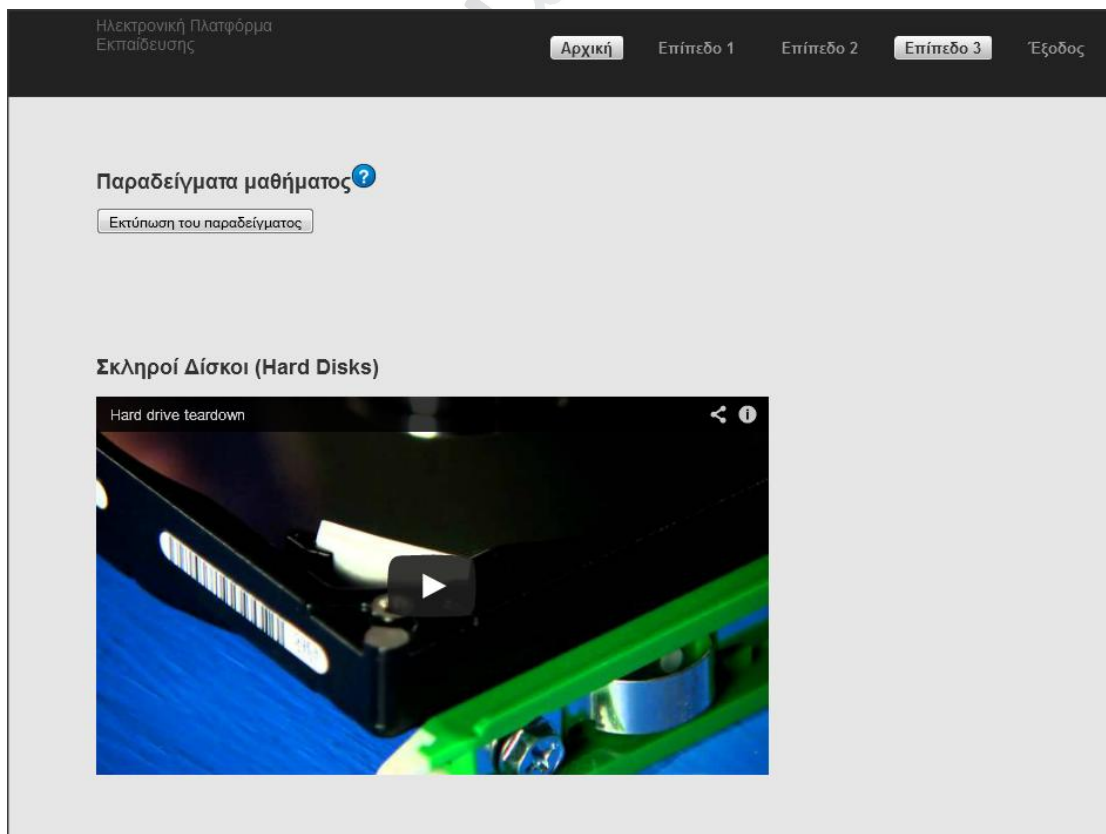 Ηλεκτρονική Πλατφόρμα
Εκπαίδευσης
Αρχική Επίπεδο 1 Επίπεδο 2 Επίπεδο 3 Έξοδος
Παραδείγματα μαθήματος
Εκτύπωση του παραδείγματος
Σκληροί Δίσκοι (Hard Disks)
Hard drive teardown